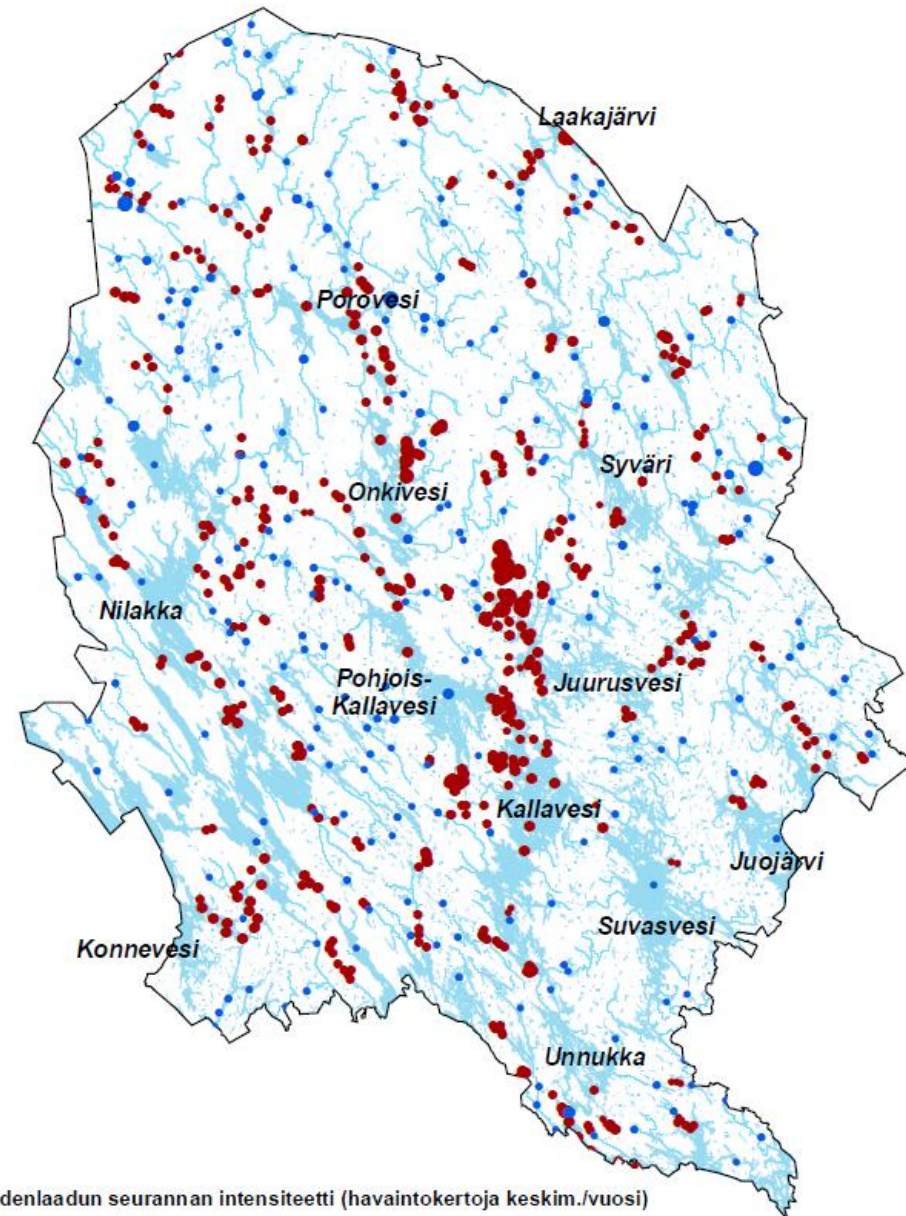 Laakajärvi
Porovesi
Syväri
Onkivesi
Nilakka
Pohjois-
Kallavesi
Juurusvesi
Kallavesi
Juojärvi
Suvasvesi
Konnevesi
Unnukka
denlaadun seurannan intensiteetti (havaintokertoja keskim./vuosi)